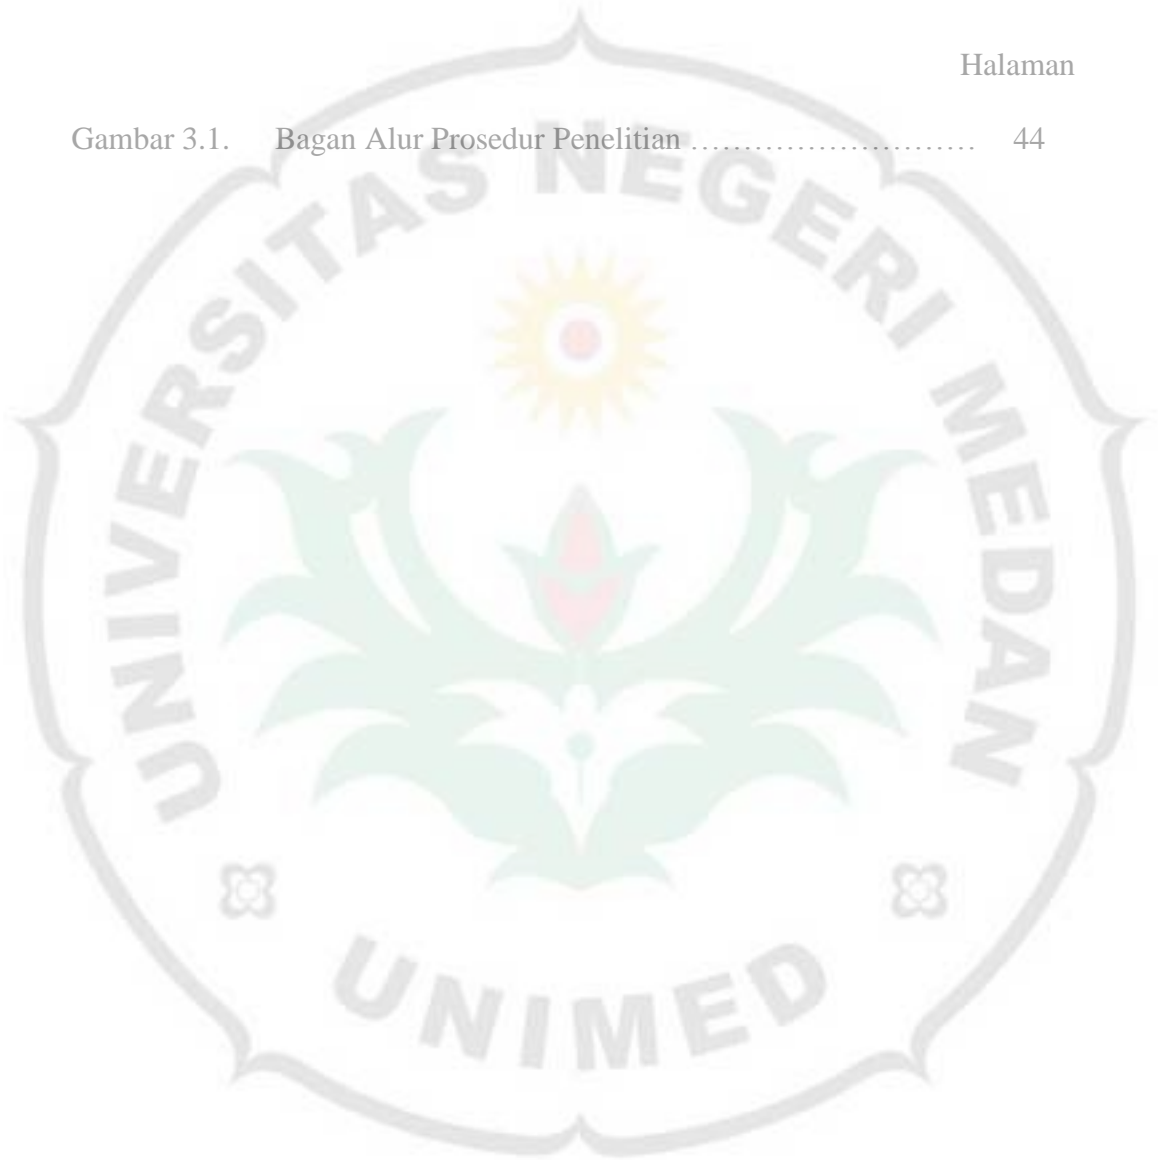 Halaman
Gambar 3.1. Bagan Alur Prosedur Penelitian ........................... 44
UNIVERSITAS NEGERI MEDAN
UNIMED